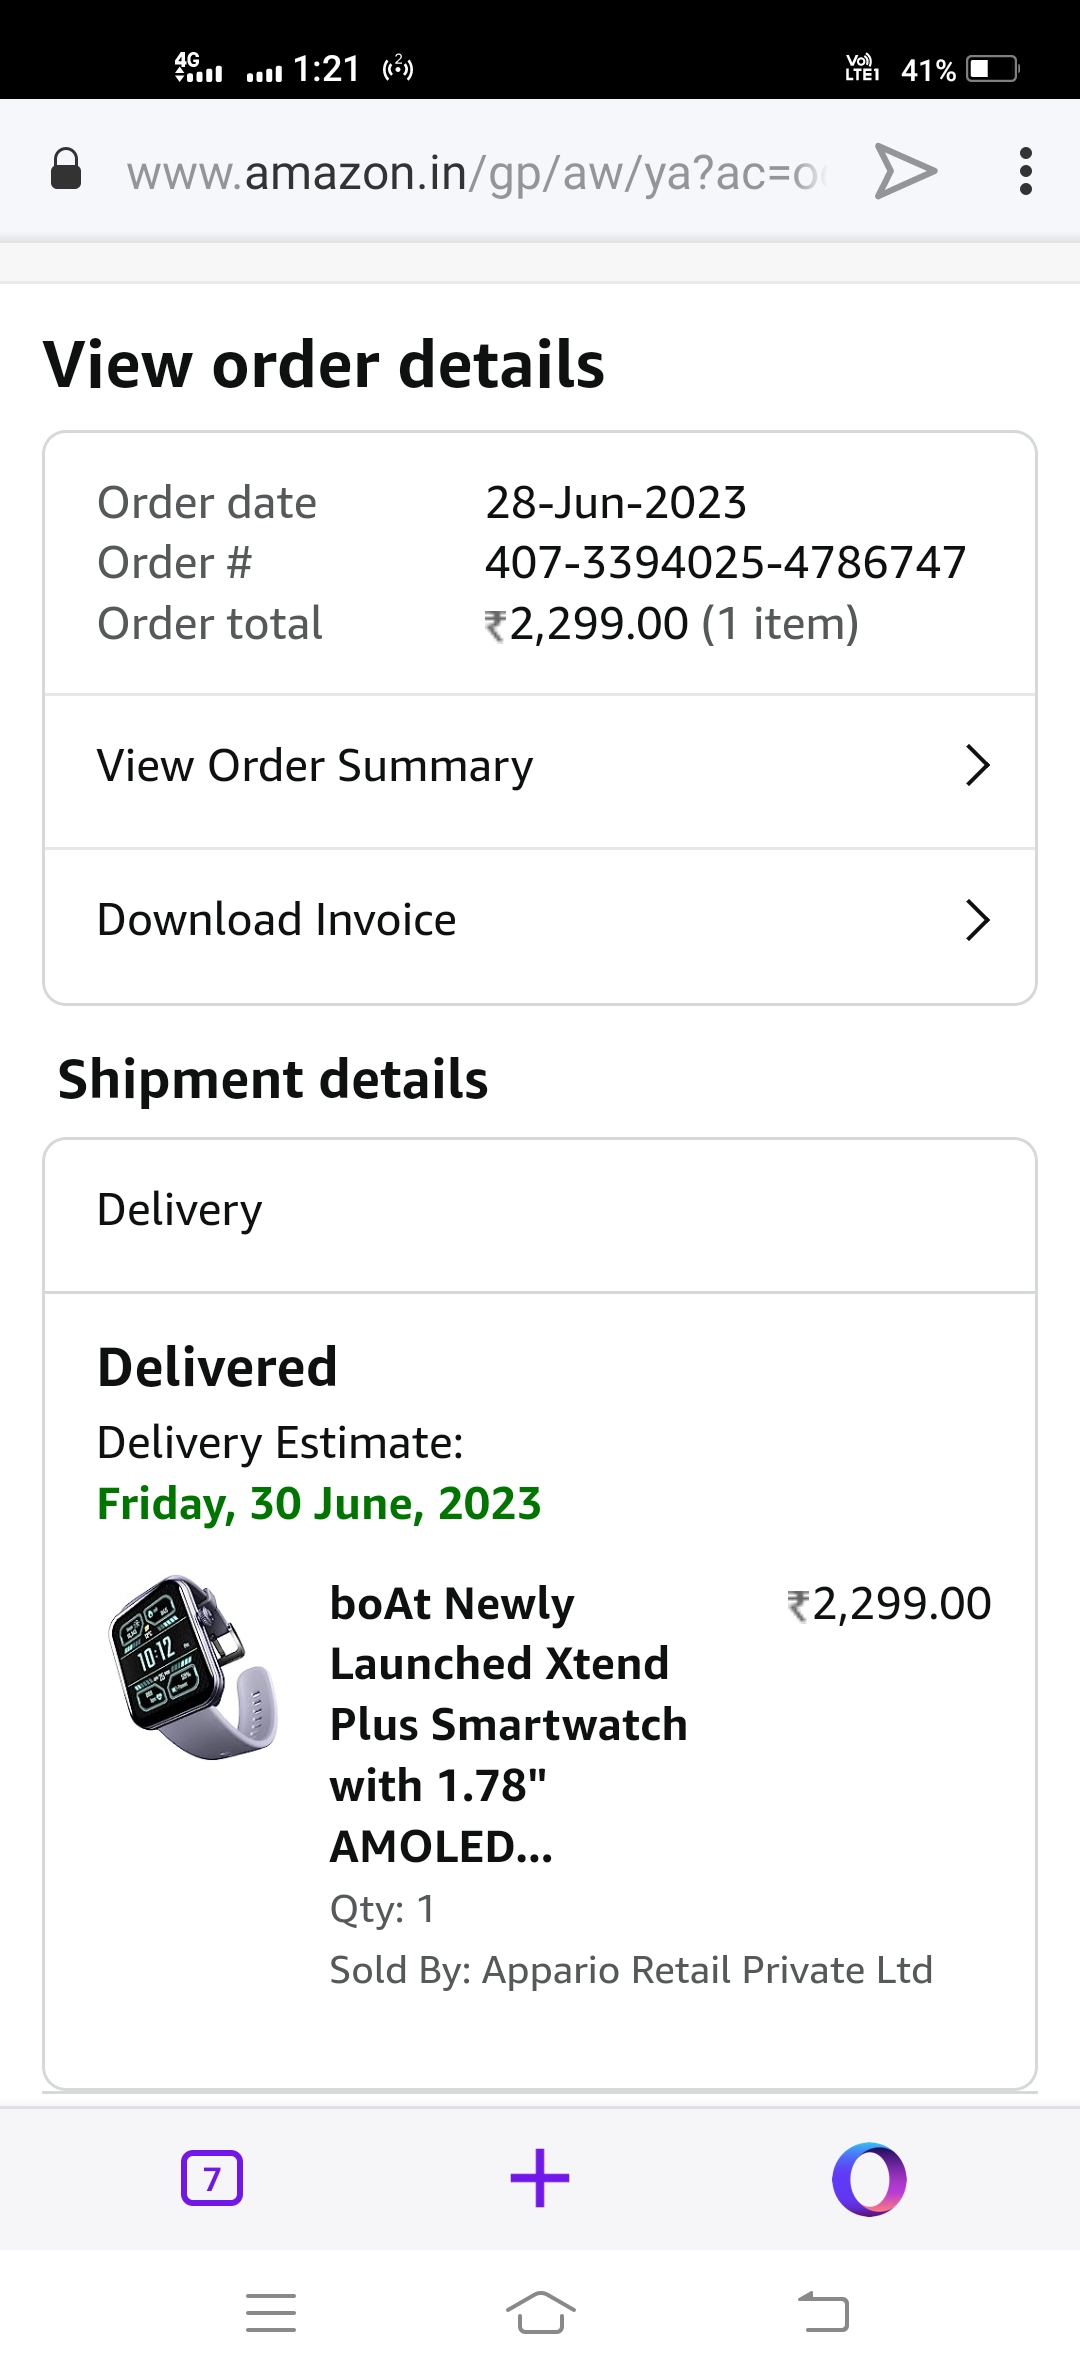 4G 1:21 2 Vo) LTE1 41%
www.amazon.in/gp/aw/ya?ac=o
View order details
Order date 28-Jun-2023
Order # 407-3394025-4786747
Order total ₹2,299.00 (1 item)
View Order Summary
Download Invoice
Shipment details
Delivery
Delivered
Delivery Estimate:
Friday, 30 June, 2023
boAt Newly ₹2,299.00
Launched Xtend
Plus Smartwatch
with 1.78"
AMOLED...
Qty: 1
Sold By: Appario Retail Private Ltd
10:12
7